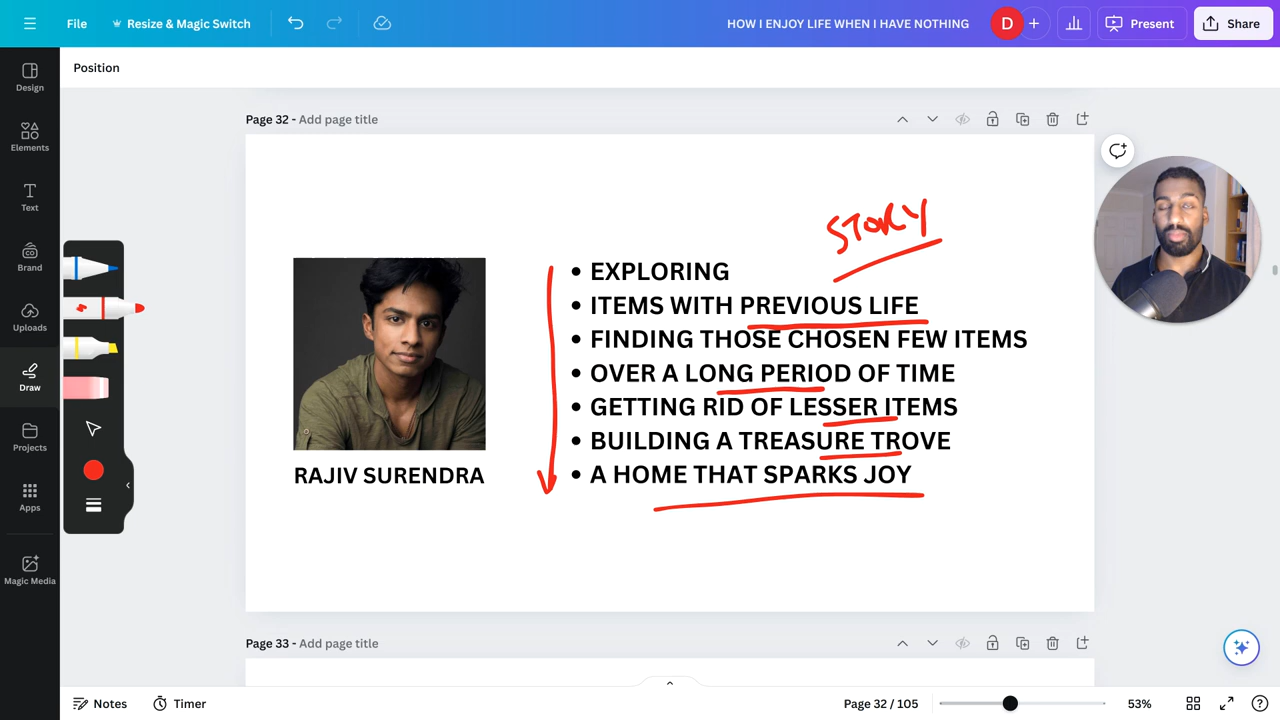 File
Resize & Magic Switch
HOW I ENJOY LIFE WHEN I HAVE NOTHING
D
Present
Share
Position
Design
Elements
Text
Brand
Uploads
Draw
Projects
Apps
Magic Media
Page 32 - Add page title
STORY
• EXPLORING
• ITEMS WITH PREVIOUS LIFE
• FINDING THOSE CHOSEN FEW ITEMS
• OVER A LONG PERIOD OF TIME
• GETTING RID OF LESSER ITEMS
• BUILDING A TREASURE TROVE
• A HOME THAT SPARKS JOY
RAJIV SURENDRA
Page 33 - Add page title
Notes
Timer
Page 32 / 105
53%